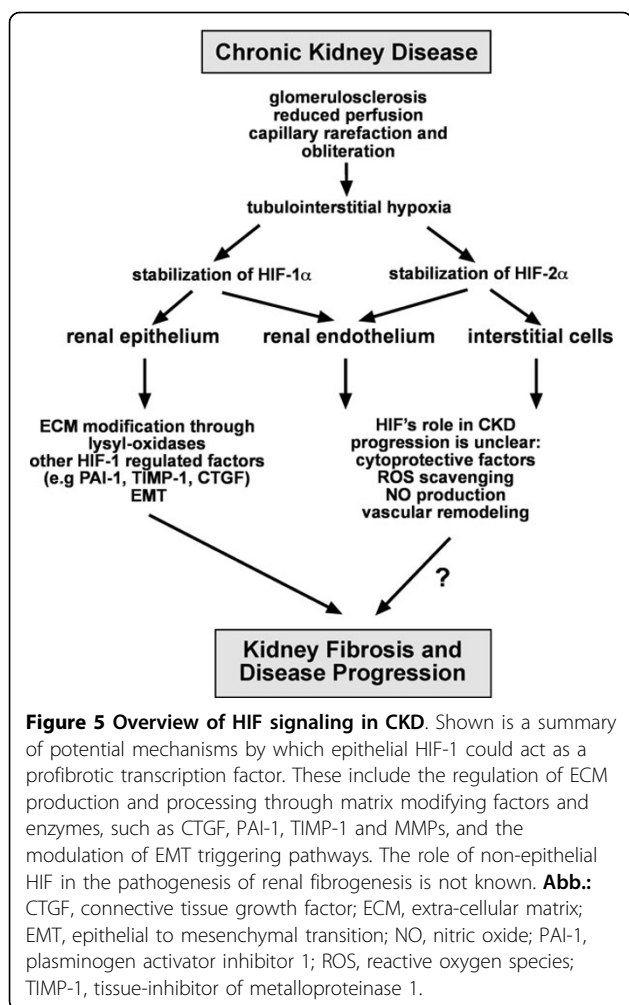 Chronic Kidney Disease
glomerulosclerosis
reduced perfusion
capillary rarefaction and
obliteration
tubulointerstitial hypoxia
stabilization of HIF-1α
stabilization of HIF-2α
renal epithelium
renal endothelium
interstitial cells
ECM modification through
lysyl-oxidases
other HIF-1 regulated factors
(e.g PAI-1, TIMP-1, CTGF)
EMT
HIF's role in CKD
progression is unclear:
cytoprotective factors
ROS scavenging
NO production
vascular remodeling
?
Kidney Fibrosis and
Disease Progression
Figure 5 Overview of HIF signaling in CKD. Shown is a summary
of potential mechanisms by which epithelial HIF-1 could act as a
profibrotic transcription factor. These include the regulation of ECM
production and processing through matrix modifying factors and
enzymes, such as CTGF, PAI-1, TIMP-1 and MMPs, and the
modulation of EMT triggering pathways. The role of non-epithelial
HIF in the pathogenesis of renal fibrogenesis is not known. Abb.:
CTGF, connective tissue growth factor; ECM, extra-cellular matrix;
EMT, epithelial to mesenchymal transition; NO, nitric oxide; PAI-1,
plasminogen activator inhibitor 1; ROS, reactive oxygen species;
TIMP-1, tissue-inhibitor of metalloproteinase 1.